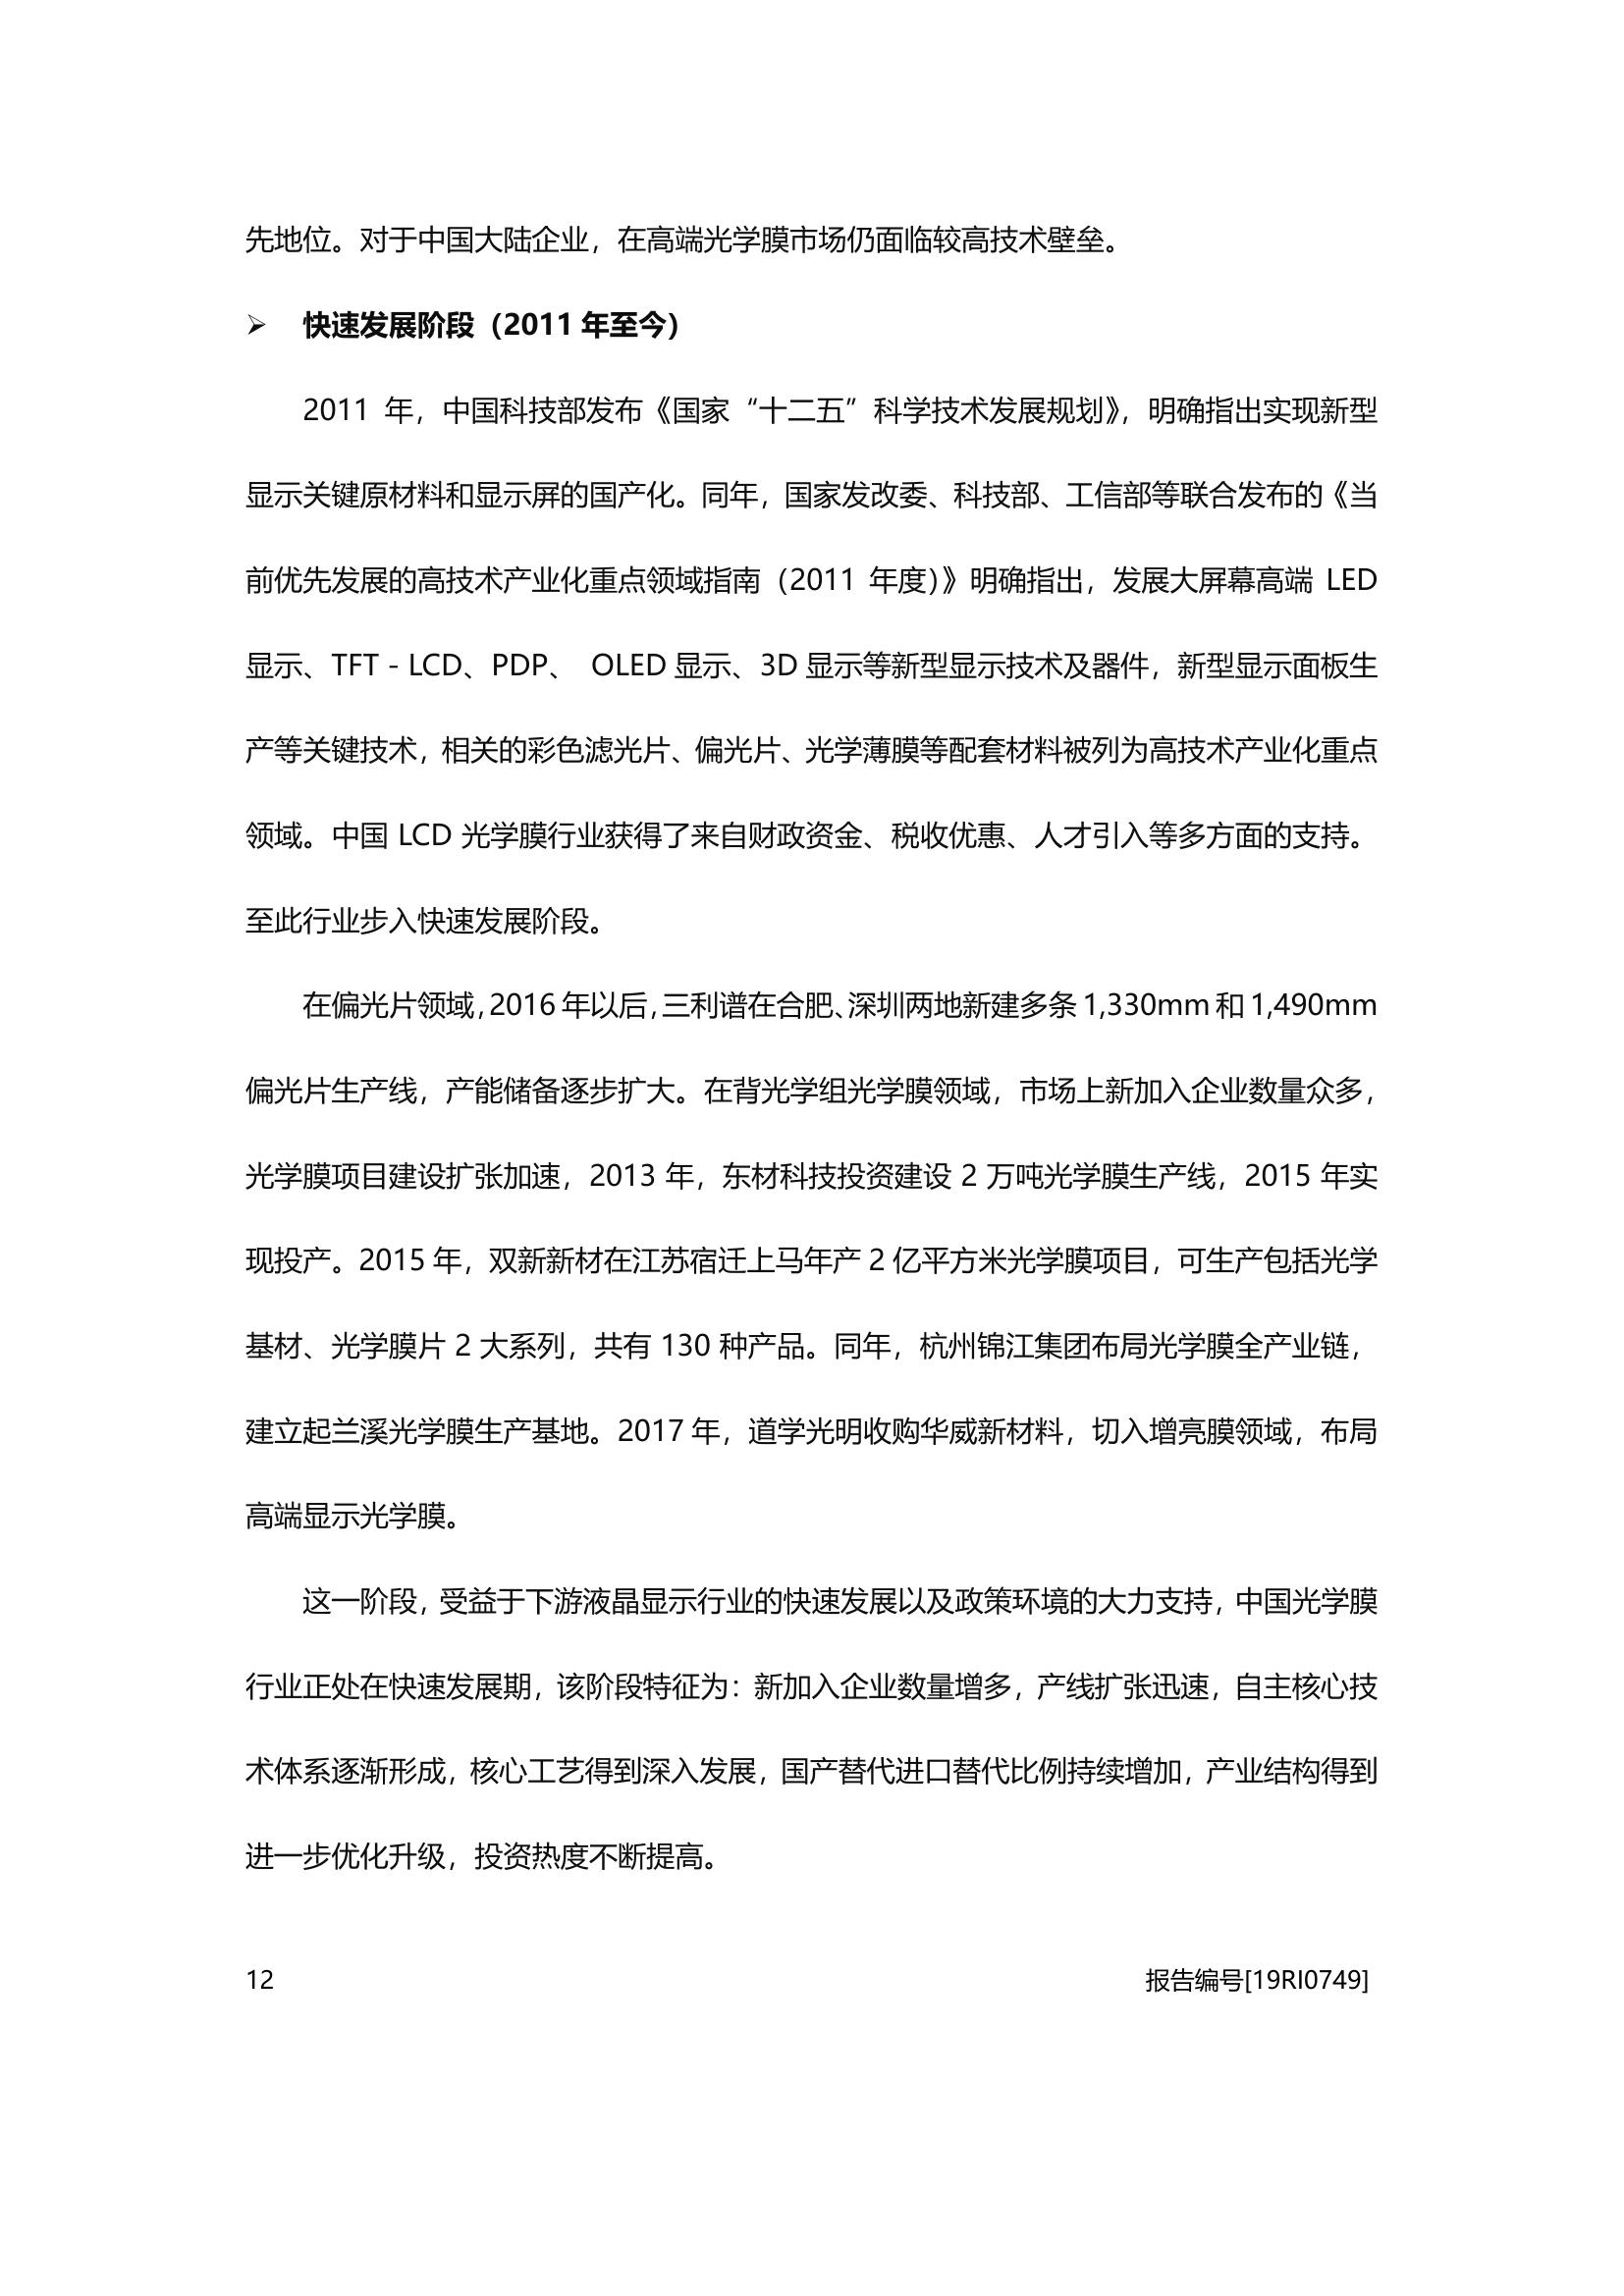 先地位。对于中国大陆企业，在高端光学膜市场仍面临较高技术壁垒。
➢ 快速发展阶段（2011 年至今）
2011 年，中国科技部发布《国家“十二五”科学技术发展规划》，明确指出实现新型
显示关键原材料和显示屏的国产化。同年，国家发改委、科技部、工信部等联合发布的《当
前优先发展的高技术产业化重点领域指南（2011 年度）》明确指出，发展大屏幕高端 LED
显示、TFT - LCD、PDP、 OLED 显示、3D 显示等新型显示技术及器件，新型显示面板生
产等关键技术，相关的彩色滤光片、偏光片、光学薄膜等配套材料被列为高技术产业化重点
领域。中国 LCD 光学膜行业获得了来自财政资金、税收优惠、人才引入等多方面的支持。
至此行业步入快速发展阶段。
在偏光片领域，2016 年以后，三利谱在合肥、深圳两地新建多条 1,330mm 和 1,490mm
偏光片生产线，产能储备逐步扩大。在背光学组光学膜领域，市场上新加入企业数量众多，
光学膜项目建设扩张加速，2013 年，东材科技投资建设 2 万吨光学膜生产线，2015 年实
现投产。2015 年，双新新材在江苏宿迁上马年产 2 亿平方米光学膜项目，可生产包括光学
基材、光学膜片 2 大系列，共有 130 种产品。同年，杭州锦江集团布局光学膜全产业链，
建立起兰溪光学膜生产基地。2017 年，道学光明收购华威新材料，切入增亮膜领域，布局
高端显示光学膜。
这一阶段，受益于下游液晶显示行业的快速发展以及政策环境的大力支持，中国光学膜
行业正处在快速发展期，该阶段特征为：新加入企业数量增多，产线扩张迅速，自主核心技
术体系逐渐形成，核心工艺得到深入发展，国产替代进口替代比例持续增加，产业结构得到
进一步优化升级，投资热度不断提高。
12 报告编号[19RI0749]